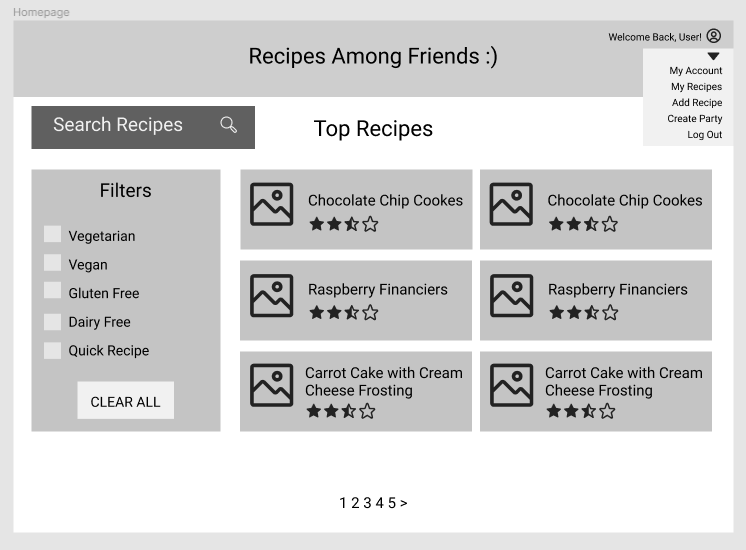 Homepage
Welcome Back, User!
Recipes Among Friends :)
My Account
My Recipes
Add Recipe
Create Party
Log Out
Search Recipes
Top Recipes
Filters
Vegetarian
Vegan
Gluten Free
Dairy Free
Quick Recipe
CLEAR ALL
Chocolate Chip Cookes
Chocolate Chip Cookes
Raspberry Financiers
Raspberry Financiers
Carrot Cake with Cream
Cheese Frosting
Carrot Cake with Cream
Cheese Frosting
1 2 3 4 5 >